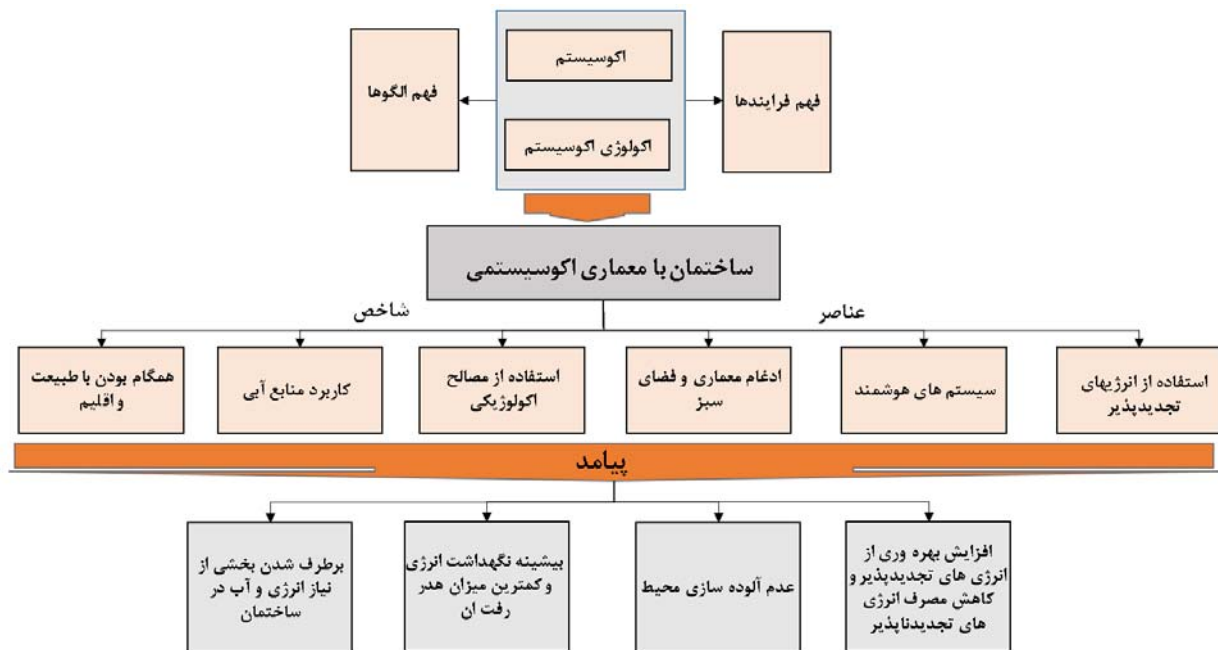 اکوسیستم
فهم الگوها
فهم فرایندها
اکولوژی اکوسیستم
ساختمان با معماری اکوسیستمی
عناصر
شاخص
استفاده از انرژیهای
تجدیدپذیر
سیستم های هوشمند
ادغام معماری و فضای
سبز
استفاده از مصالح
اکولوژیکی
کاربرد منابع آبی
همگام بودن با طبیعت
و اقلیم
پیامد
افزایش بهره وری از
انرژی های تجدیدپذیر و
کاهش مصرف انرژی
های تجدیدناپذیر
عدم آلوده سازی محیط
بیشینه نگهداشت انرژی
و کمترین میزان هدر
رفت ان
برطرف شدن بخشی از
نیاز انرژی و آب در
ساختمان